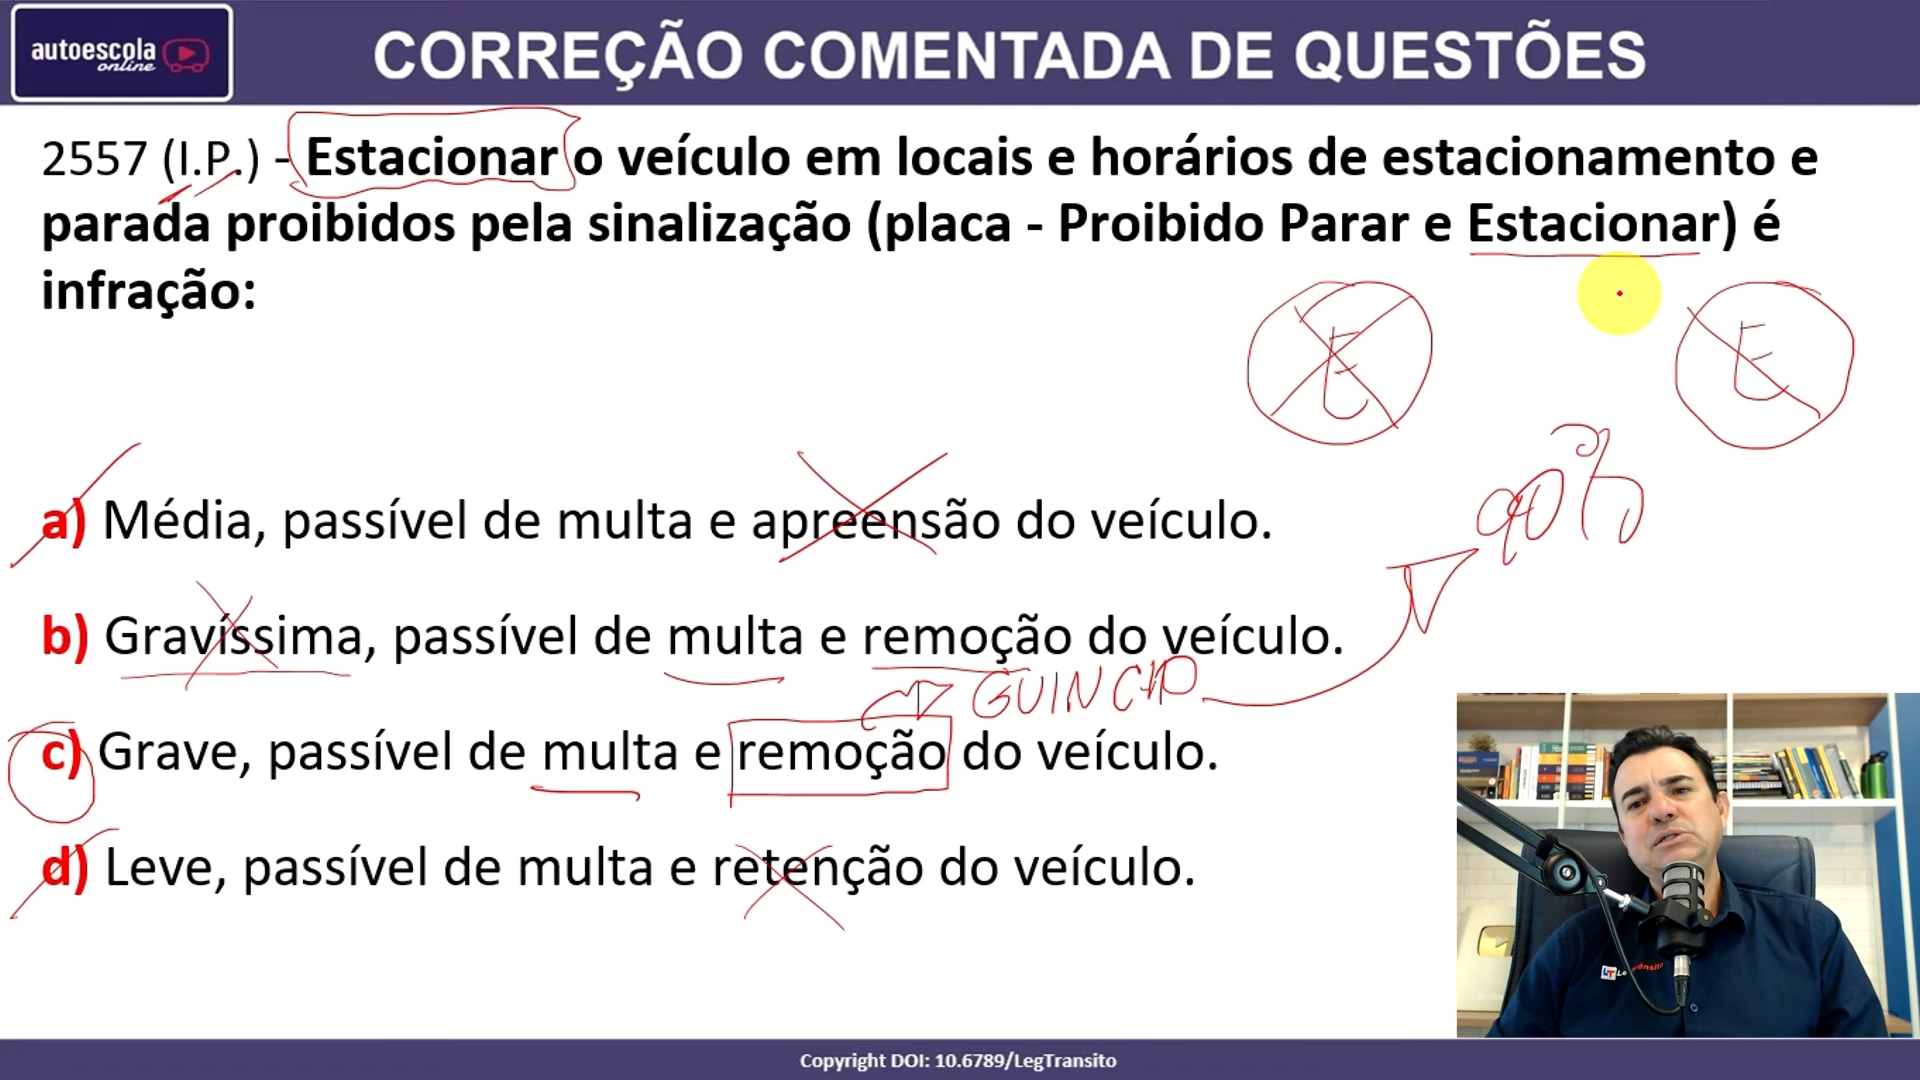 autoescola
online
CORREÇÃO COMENTADA DE QUESTÕES
2557 (I.P.) - Estacionar o veículo em locais e horários de estacionamento e
parada proibidos pela sinalização (placa - Proibido Parar e Estacionar) é
infração:
E
E
90%
a) Média, passível de multa e apreensão do veículo.
b) Gravíssima, passível de multa e remoção do veículo.
GUINCHO
c) Grave, passível de multa e remoção do veículo.
d) Leve, passível de multa e retenção do veículo.
Copyright DOI: 10.6789/LegTransito